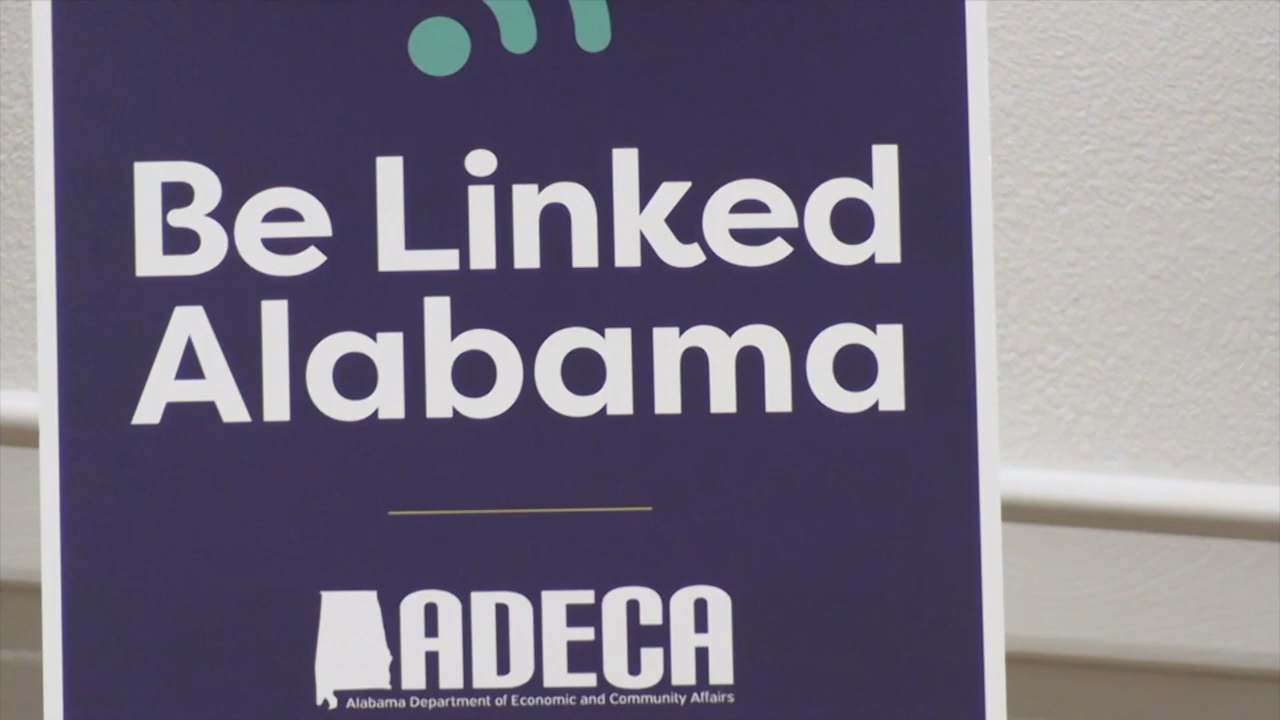 Be Linked
Alabama
ADECA
Alabama Department of Economic and Community Affairs